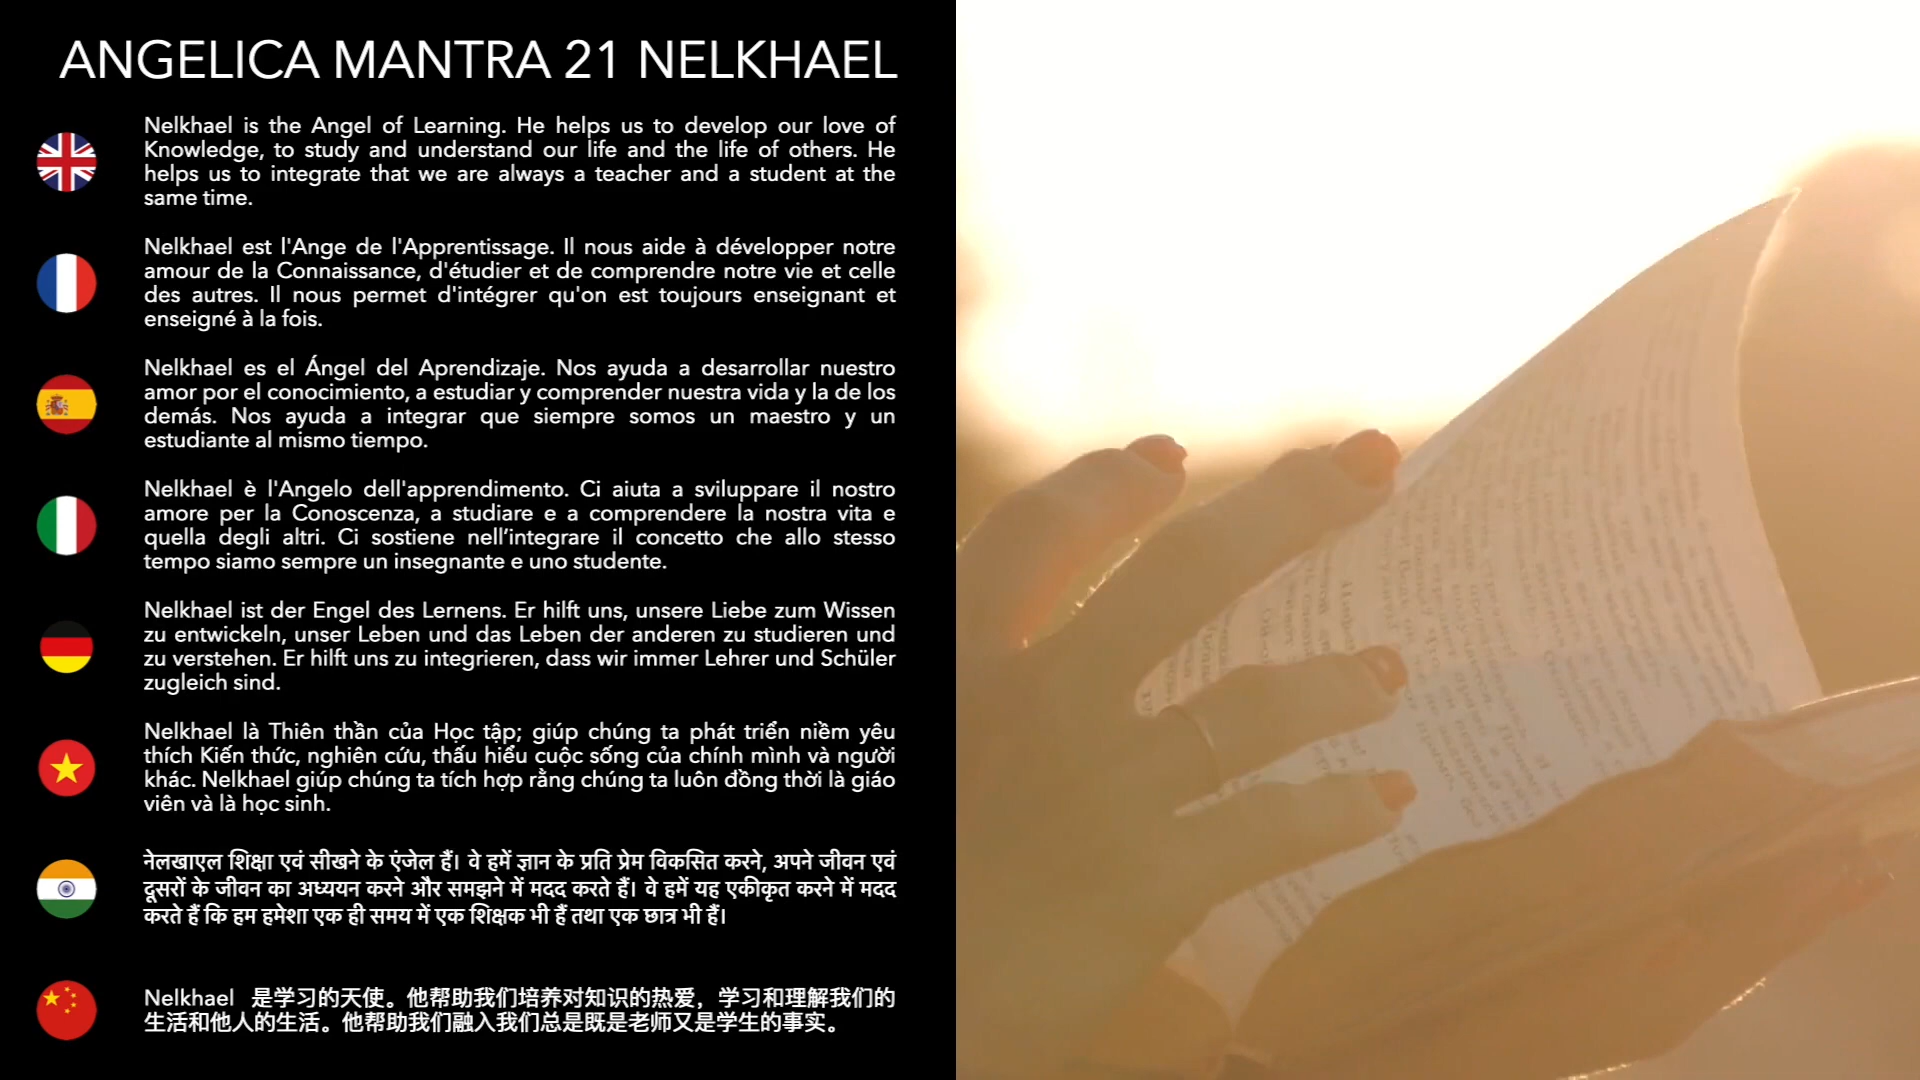 ANGELICA MANTRA 21 NELKHAEL
Nelkhael is the Angel of Learning. He helps us to develop our love of
Knowledge, to study and understand our life and the life of others. He
helps us to integrate that we are always a teacher and a student at the
same time.
Nelkhael est l'Ange de l'Apprentissage. Il nous aide à développer notre
amour de la Connaissance, d'étudier et de comprendre notre vie et celle
des autres. Il nous permet d'intégrer qu'on est toujours enseignant et
enseigné à la fois.
Nelkhael es el Ángel del Aprendizaje. Nos ayuda a desarrollar nuestro
amor por el conocimiento, a estudiar y comprender nuestra vida y la de los
demás. Nos ayuda a integrar que siempre somos un maestro y un
estudiante al mismo tiempo.
Nelkhael è l'Angelo dell'apprendimento. Ci aiuta a sviluppare il nostro
amore per la Conoscenza, a studiare e a comprendere la nostra vita e
quella degli altri. Ci sostiene nell’integrare il concetto che allo stesso
tempo siamo sempre un insegnante e uno studente.
Nelkhael ist der Engel des Lernens. Er hilft uns, unsere Liebe zum Wissen
zu entwickeln, unser Leben und das Leben der anderen zu studieren und
zu verstehen. Er hilft uns zu integrieren, dass wir immer Lehrer und Schüler
zugleich sind.
Nelkhael là Thiên thần của Học tập; giúp chúng ta phát triển niềm yêu
thích Kiến thức, nghiên cứu, thấu hiểu cuộc sống của chính mình và người
khác. Nelkhael giúp chúng ta tích hợp rằng chúng ta luôn đồng thời là giáo
viên và là học sinh.
नेलखाएल शिक्षा एवं सीखने के एंजेल हैं। वे हमें ज्ञान के प्रति प्रेम विकसित करने, अपने जीवन एवं
दूसरों के जीवन का अध्ययन करने और समझने में मदद करते हैं। वे हमें यह एकीकृत करने में मदद
करते हैं कि हम हमेशा एक ही समय में एक शिक्षक भी हैं तथा एक छात्र भी हैं।
Nelkhael 是学习的天使。他帮助我们培养对知识的热爱，学习和理解我们的
生活和他人的生活。他帮助我们融入我们总是既是老师又是学生的事实。